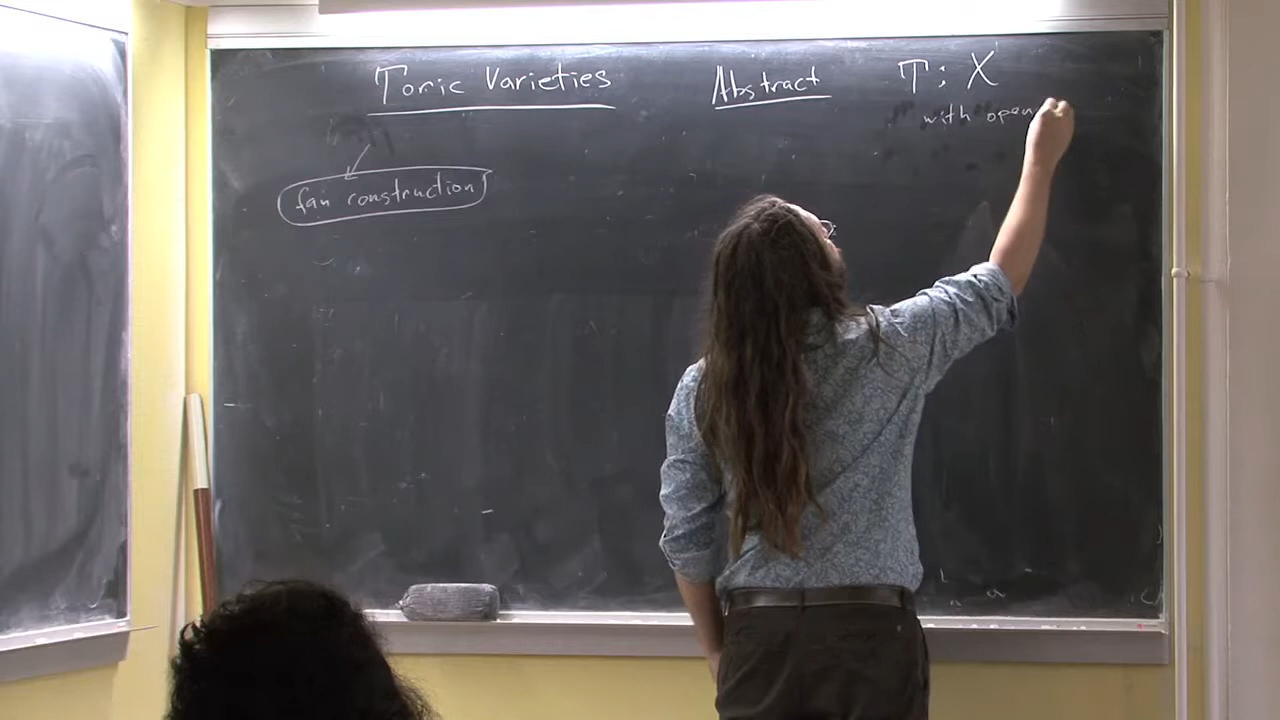 Toric Varieties
fan construction
Abstract
T : X
with open